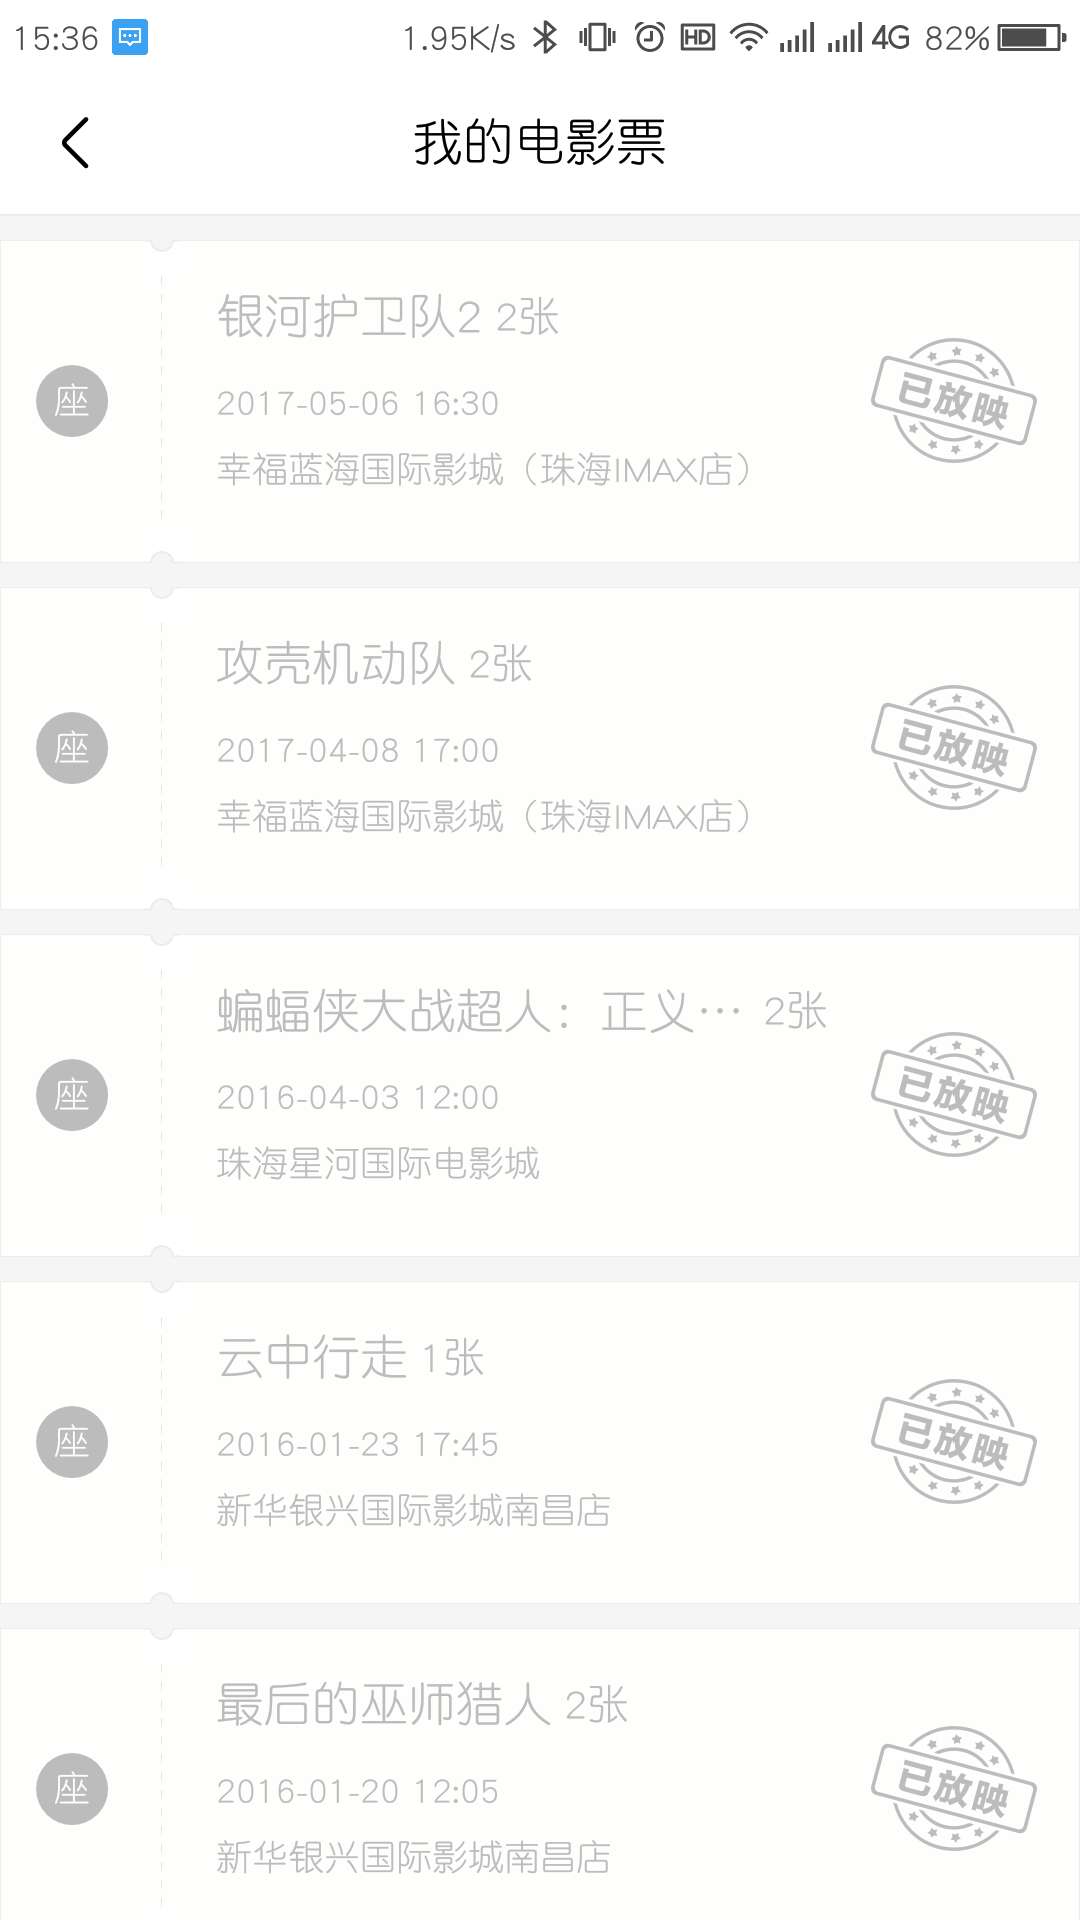 15:36 1.95K/s HD 4G 82%
我的电影票
银河护卫队2 2张
座
2017-05-06 16:30
已放映
幸福蓝海国际影城（珠海IMAX店）
攻壳机动队 2张
座
2017-04-08 17:00
已放映
幸福蓝海国际影城（珠海IMAX店）
蝙蝠侠大战超人：正义… 2张
座
2016-04-03 12:00
已放映
珠海星河国际电影城
云中行走 1张
座
2016-01-23 17:45
已放映
新华银兴国际影城南昌店
最后的巫师猎人 2张
座
2016-01-20 12:05
已放映
新华银兴国际影城南昌店